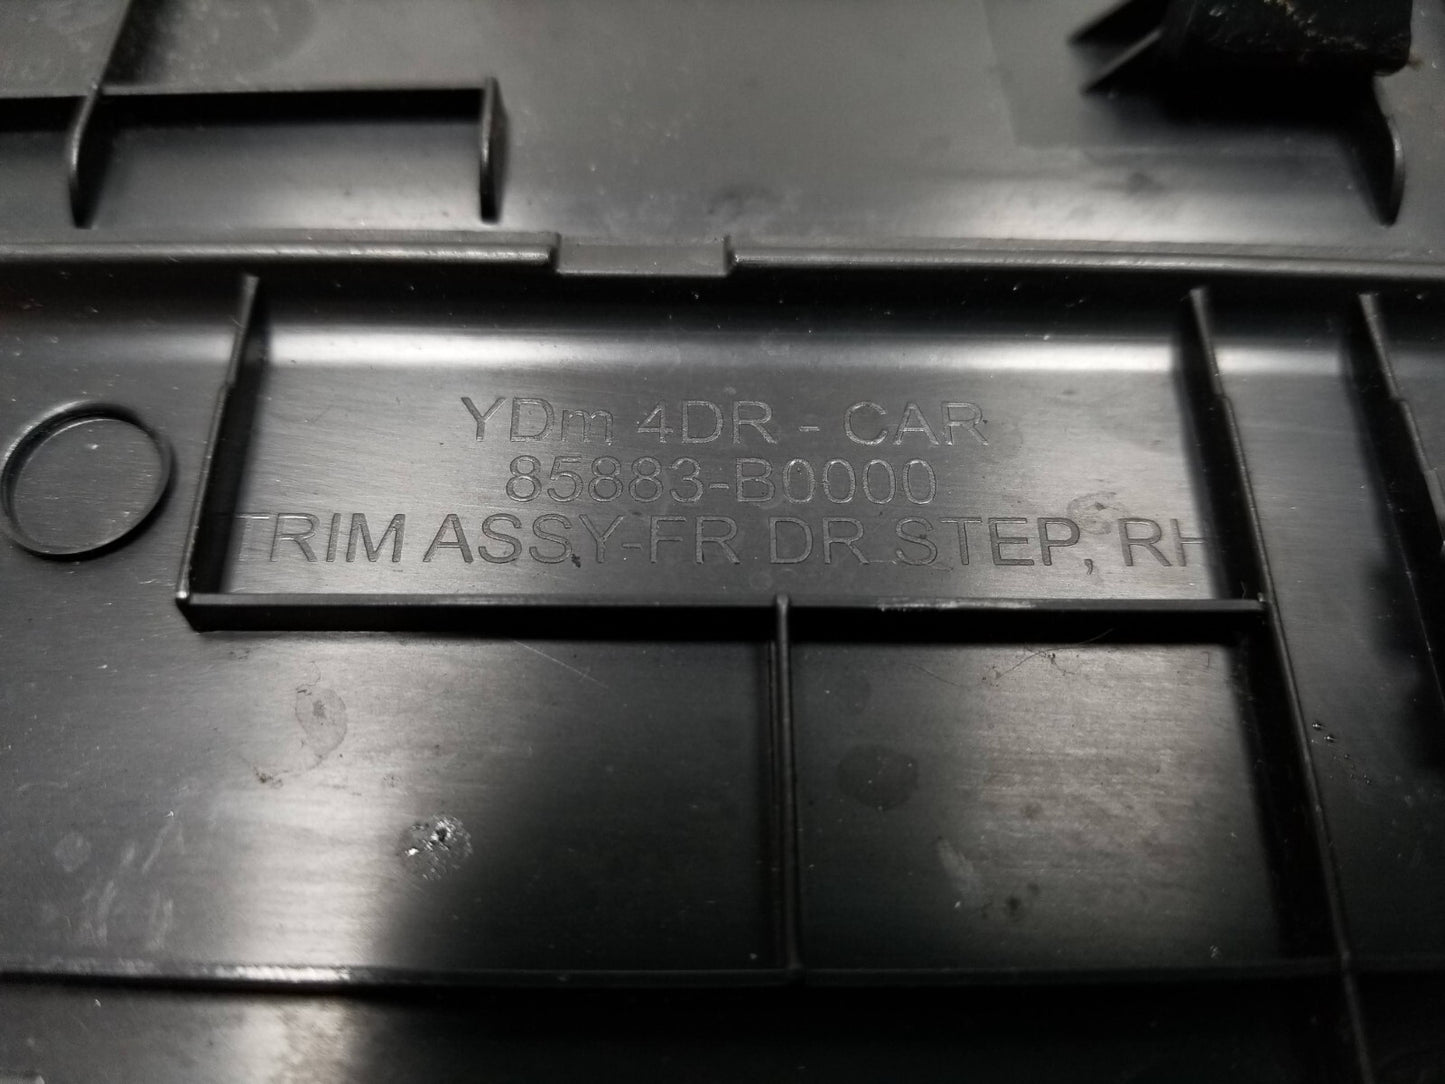 YDm 4DR - CAR
85883-B0000
TRIM ASSY-FR DR STEP, RH